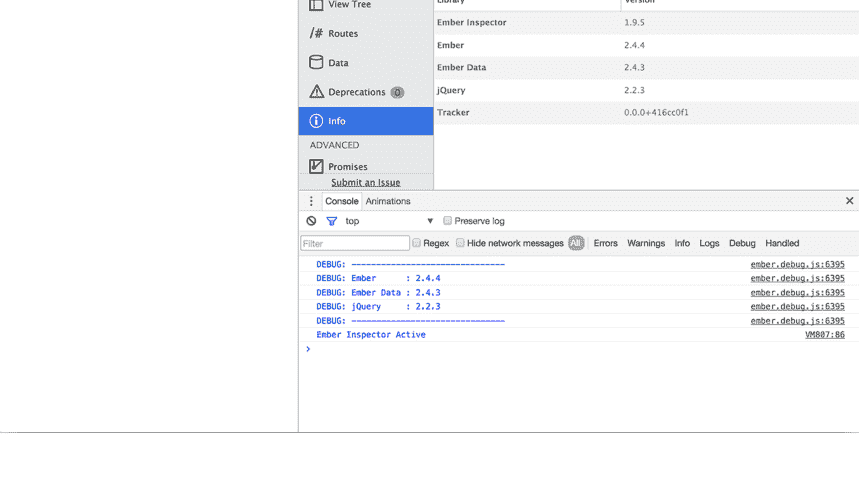 View Tree
Library Version
Ember Inspector 1.9.5
/# Routes
Ember 2.4.4
Data
Ember Data 2.4.3
Deprecations 0
jQuery 2.2.3
Info
Tracker 0.0.0+416cc0f1
ADVANCED
Promises
Submit an Issue
Console Animations
top ▼ Preserve log
Filter Regex Hide network messages All Errors Warnings Info Logs Debug Handled
DEBUG: ------------------------------- ember.debug.js:6395
DEBUG: Ember      : 2.4.4 ember.debug.js:6395
DEBUG: Ember Data : 2.4.3 ember.debug.js:6395
DEBUG: jQuery     : 2.2.3 ember.debug.js:6395
DEBUG: ------------------------------- ember.debug.js:6395
Ember Inspector Active VM807:86
>